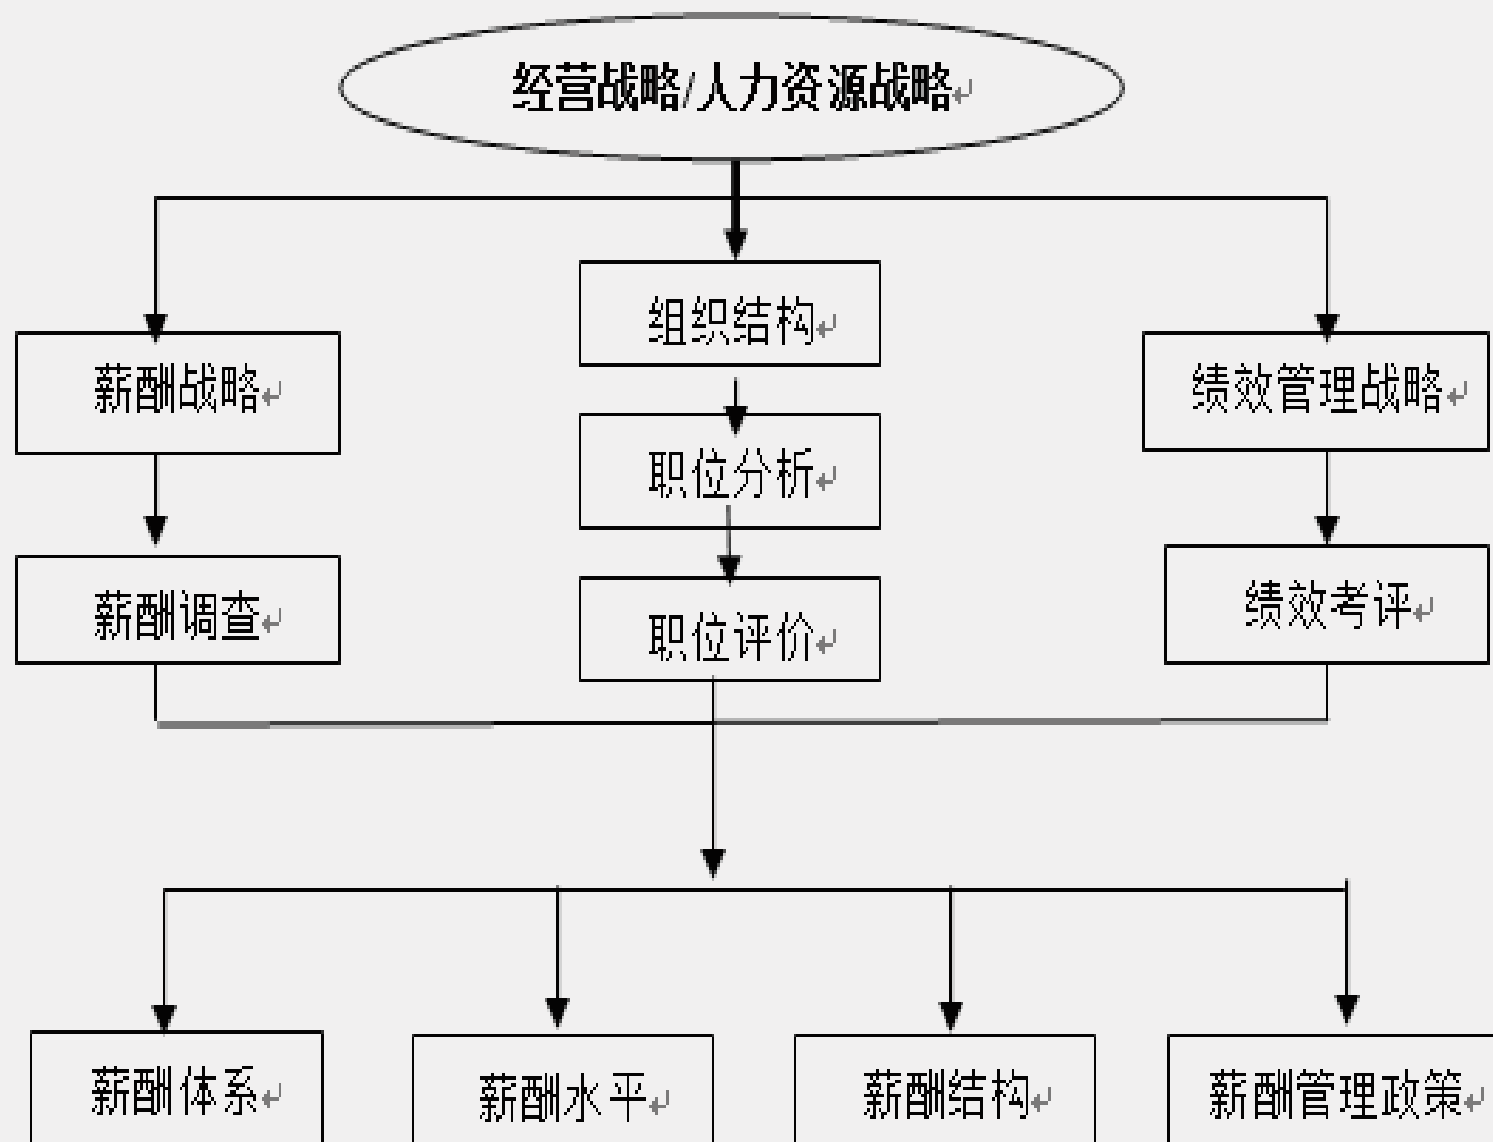 经营战略/人力资源战略
组织结构
薪酬战略
绩效管理战略
职位分析
薪酬调查
职位评价
绩效考评
薪酬体系
薪酬水平
薪酬结构
薪酬管理政策